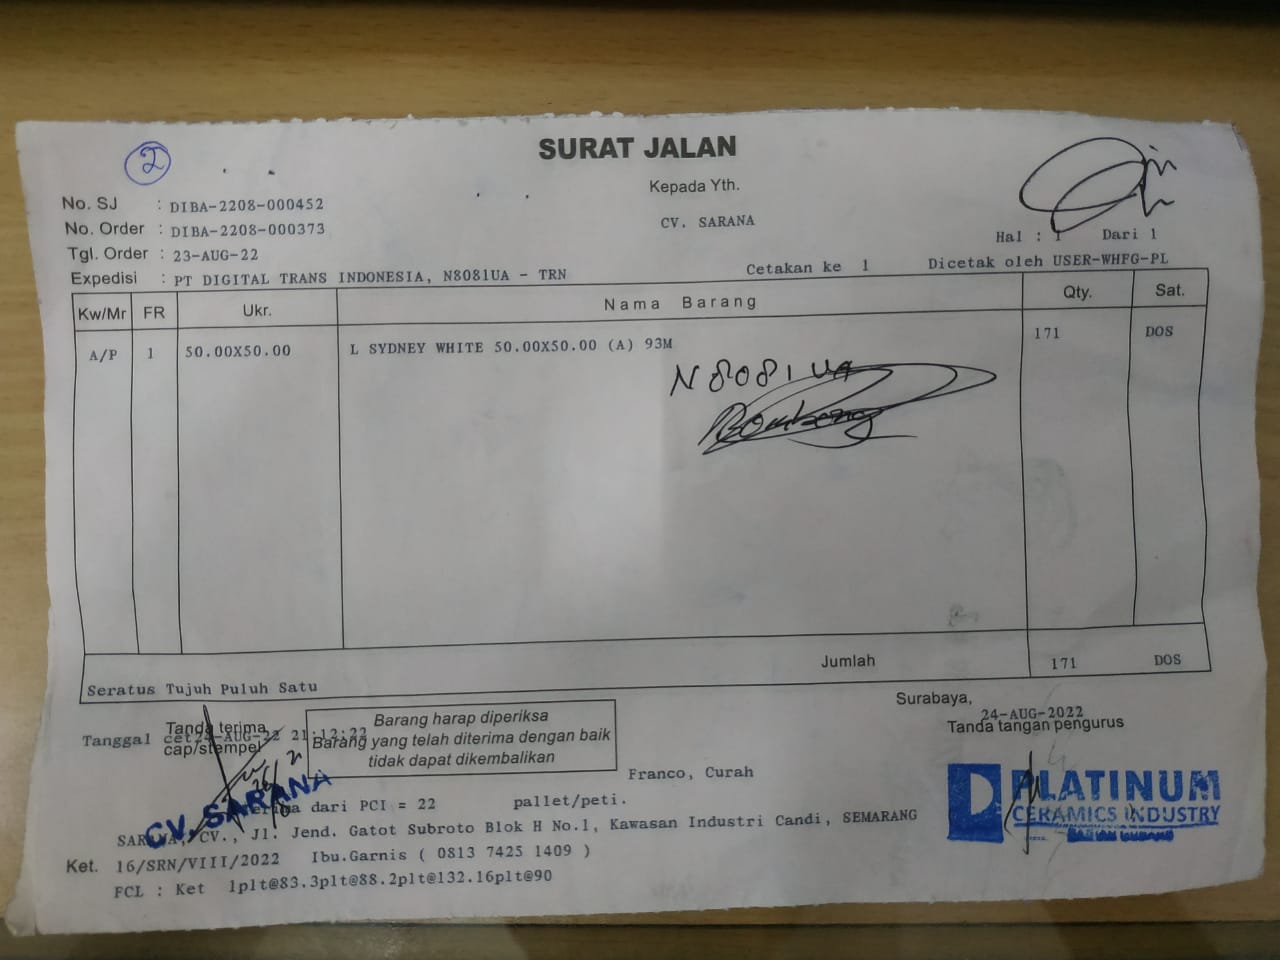 2
SURAT JALAN
Kepada Yth.
CV. SARANA
No. SJ : DIBA-2208-000452
No. Order : DIBA-2208-000373
Tgl. Order : 23-AUG-22
Expedisi : PT DIGITAL TRANS INDONESIA, N8081UA - TRN
Hal : 1 Dari 1
Cetakan ke 1 Dicetak oleh USER-WHFG-PL
Kw/Mr FR Ukr. Nama Barang Qty. Sat.
A/P 1 50.00X50.00 L SYDNEY WHITE 50.00X50.00 (A) 93M 171 DOS
N 8081 UA
Jumlah 171 DOS
Seratus Tujuh Puluh Satu
Surabaya,
24-AUG-2022
Tanda tangan pengurus
Tanda terima
cap/stempel
Tanggal cet24-AUG-22 21:12:22
Barang harap diperiksa
Barang yang telah diterima dengan baik
tidak dapat dikembalikan
Franco, Curah
CV. SARANA
PLATINUM
CERAMICS INDUSTRY
dari PCI = 22 pallet/peti.
SARANA, CV., Jl. Jend. Gatot Subroto Blok H No.1, Kawasan Industri Candi, SEMARANG
Ket. 16/SRN/VIII/2022 Ibu.Garnis ( 0813 7425 1409 )
FCL : Ket 1plt@83.3plt@88.2plt@132.16plt@90